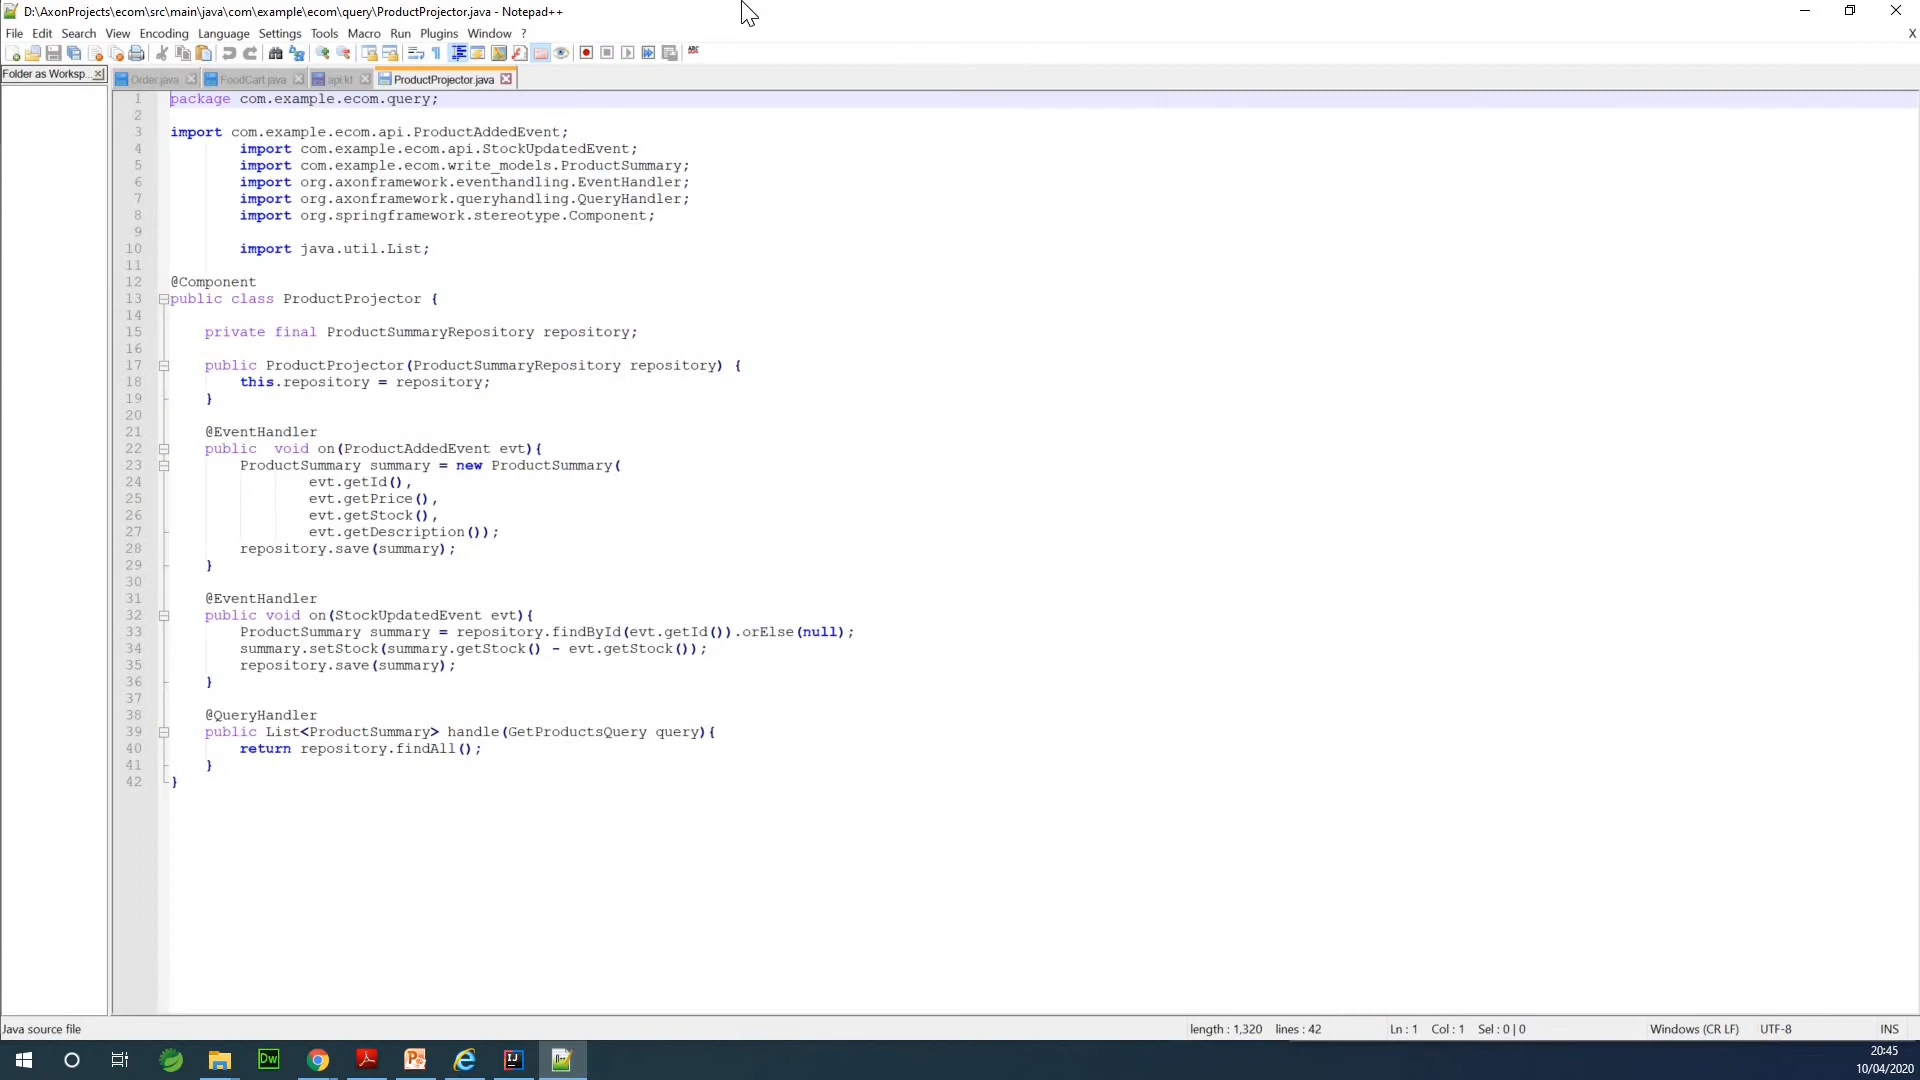 D:\AxonProjects\ecom\src\main\java\com\example\ecom\query\ProductProjector.java - Notepad++
File Edit Search View Encoding Language Settings Tools Macro Run Plugins Window ? X
Folder as Worksp... Order.java FoodCart.java api.kt ProductProjector.java
1 package com.example.ecom.query;
2
3 import com.example.ecom.api.ProductAddedEvent;
4 import com.example.ecom.api.StockUpdatedEvent;
5 import com.example.ecom.write_models.ProductSummary;
6 import org.axonframework.eventhandling.EventHandler;
7 import org.axonframework.queryhandling.QueryHandler;
8 import org.springframework.stereotype.Component;
9
10 import java.util.List;
11
12 @Component
13 public class ProductProjector {
14
15 private final ProductSummaryRepository repository;
16
17 public ProductProjector(ProductSummaryRepository repository) {
18 this.repository = repository;
19 }
20
21 @EventHandler
22 public  void on(ProductAddedEvent evt){
23 ProductSummary summary = new ProductSummary(
24 evt.getId(),
25 evt.getPrice(),
26 evt.getStock(),
27 evt.getDescription());
28 repository.save(summary);
29 }
30
31 @EventHandler
32 public void on(StockUpdatedEvent evt){
33 ProductSummary summary = repository.findById(evt.getId()).orElse(null);
34 summary.setStock(summary.getStock() - evt.getStock());
35 repository.save(summary);
36 }
37
38 @QueryHandler
39 public List<ProductSummary> handle(GetProductsQuery query){
40 return repository.findAll();
41 }
42 }
Java source file length : 1,320 lines : 42 Ln : 1 Col : 1 Sel : 0 | 0 Windows (CR LF) UTF-8 INS
Dw IJ
20:45
10/04/2020